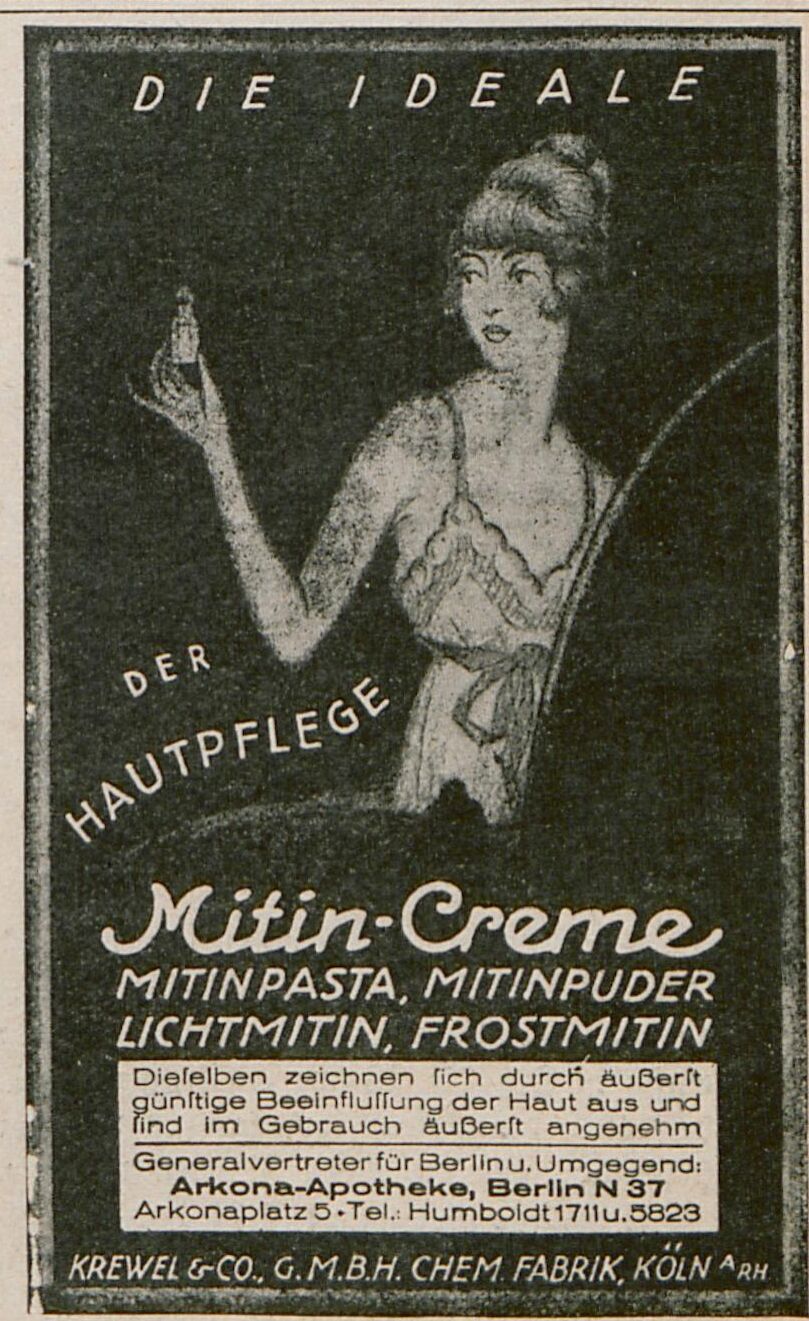 DIE IDEALE
DER
HAUTPFLEGE
Mitin-Creme
MITINPASTA, MITINPUDER
LICHTMITIN, FROSTMITIN
Dieſelben zeichnen ſich durch äußerſt
günſtige Beeinfluſſung der Haut aus und
ſind im Gebrauch äußerſt angenehm
Generalvertreter für Berlin u. Umgegend:
Arkona-Apotheke, Berlin N 37
Arkonaplatz 5 • Tel.: Humboldt 1711 u. 5823
KREWEL & CO., G.M.B.H. CHEM. FABRIK, KÖLN A RH